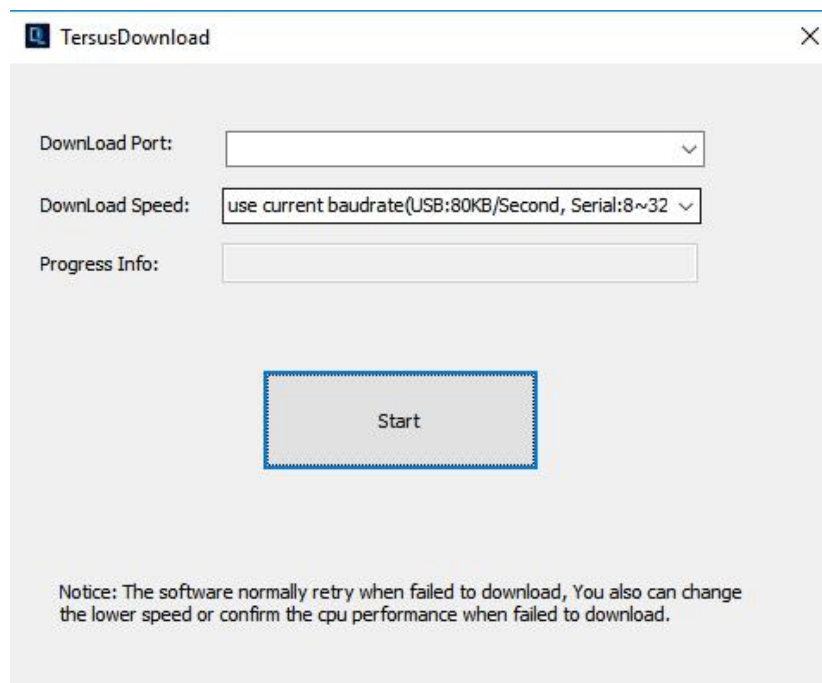 TersusDownload
DownLoad Port:
DownLoad Speed: use current baudrate(USB:80KB/Second, Serial:8~32
Progress Info:
Start
Notice: The software normally retry when failed to download, You also can change
the lower speed or confirm the cpu performance when failed to download.